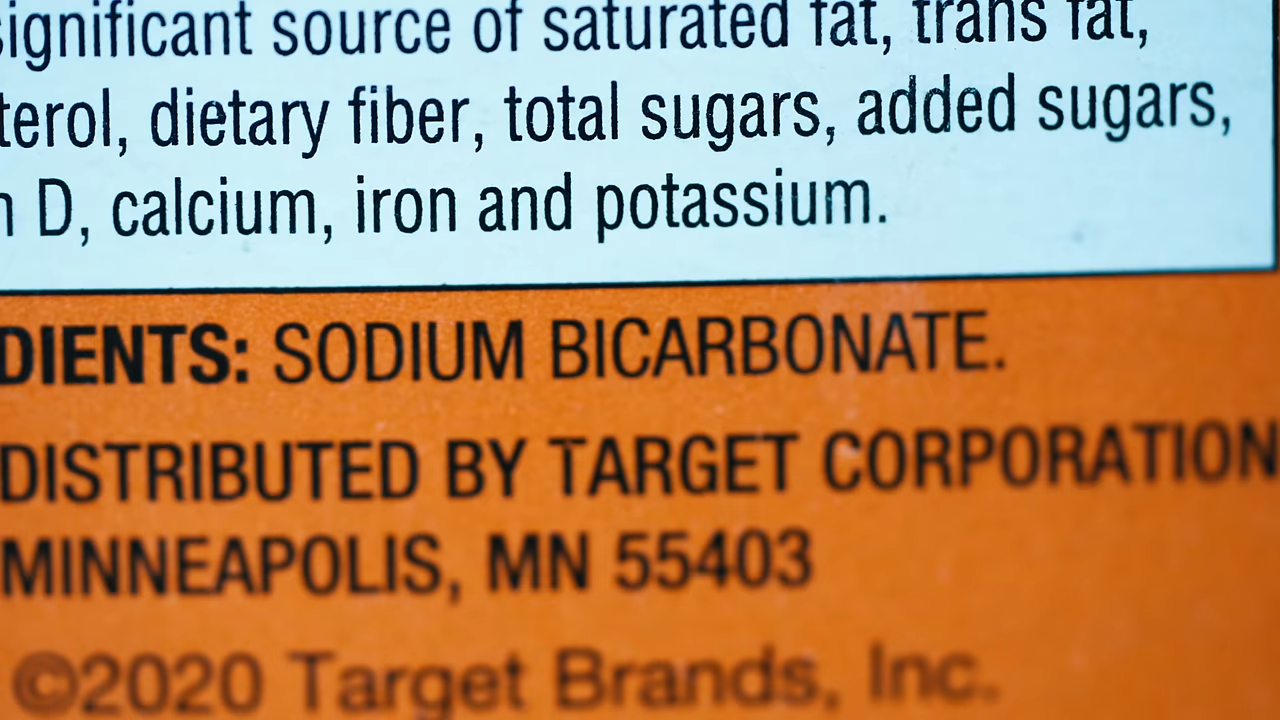 significant source of saturated fat, trans fat,
terol, dietary fiber, total sugars, added sugars,
n D, calcium, iron and potassium.
DIENTS: SODIUM BICARBONATE.
DISTRIBUTED BY TARGET CORPORATION
MINNEAPOLIS, MN 55403
©2020 Target Brands, Inc.